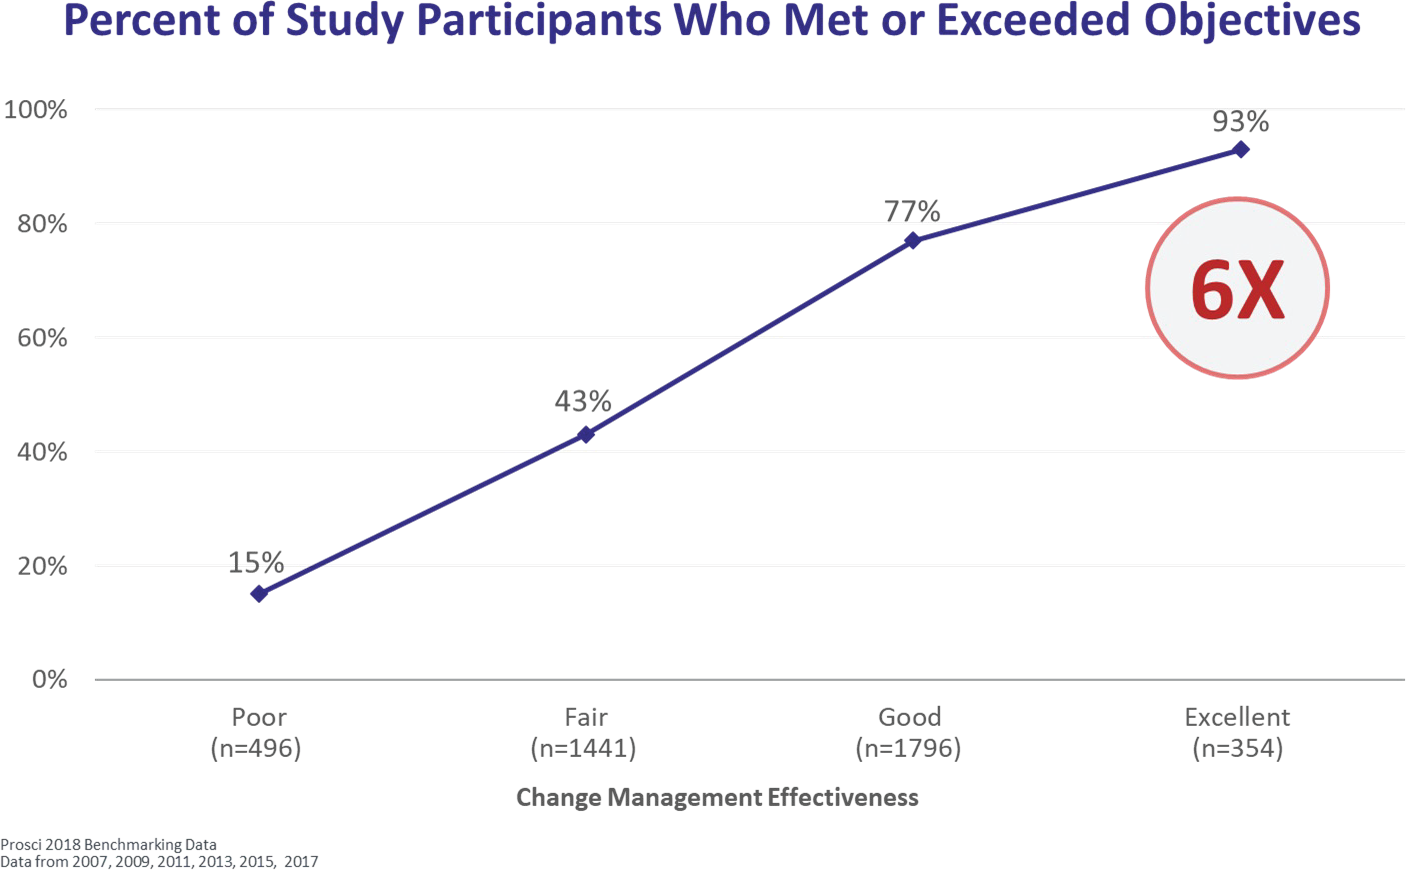 Percent of Study Participants Who Met or Exceeded Objectives
100%
93%
80%
77%
6X
60%
43%
40%
20%
15%
0%
Poor
(n=496)
Fair
(n=1441)
Good
(n=1796)
Excellent
(n=354)
Change Management Effectiveness
Prosci 2018 Benchmarking Data
Data from 2007, 2009, 2011, 2013, 2015,  2017